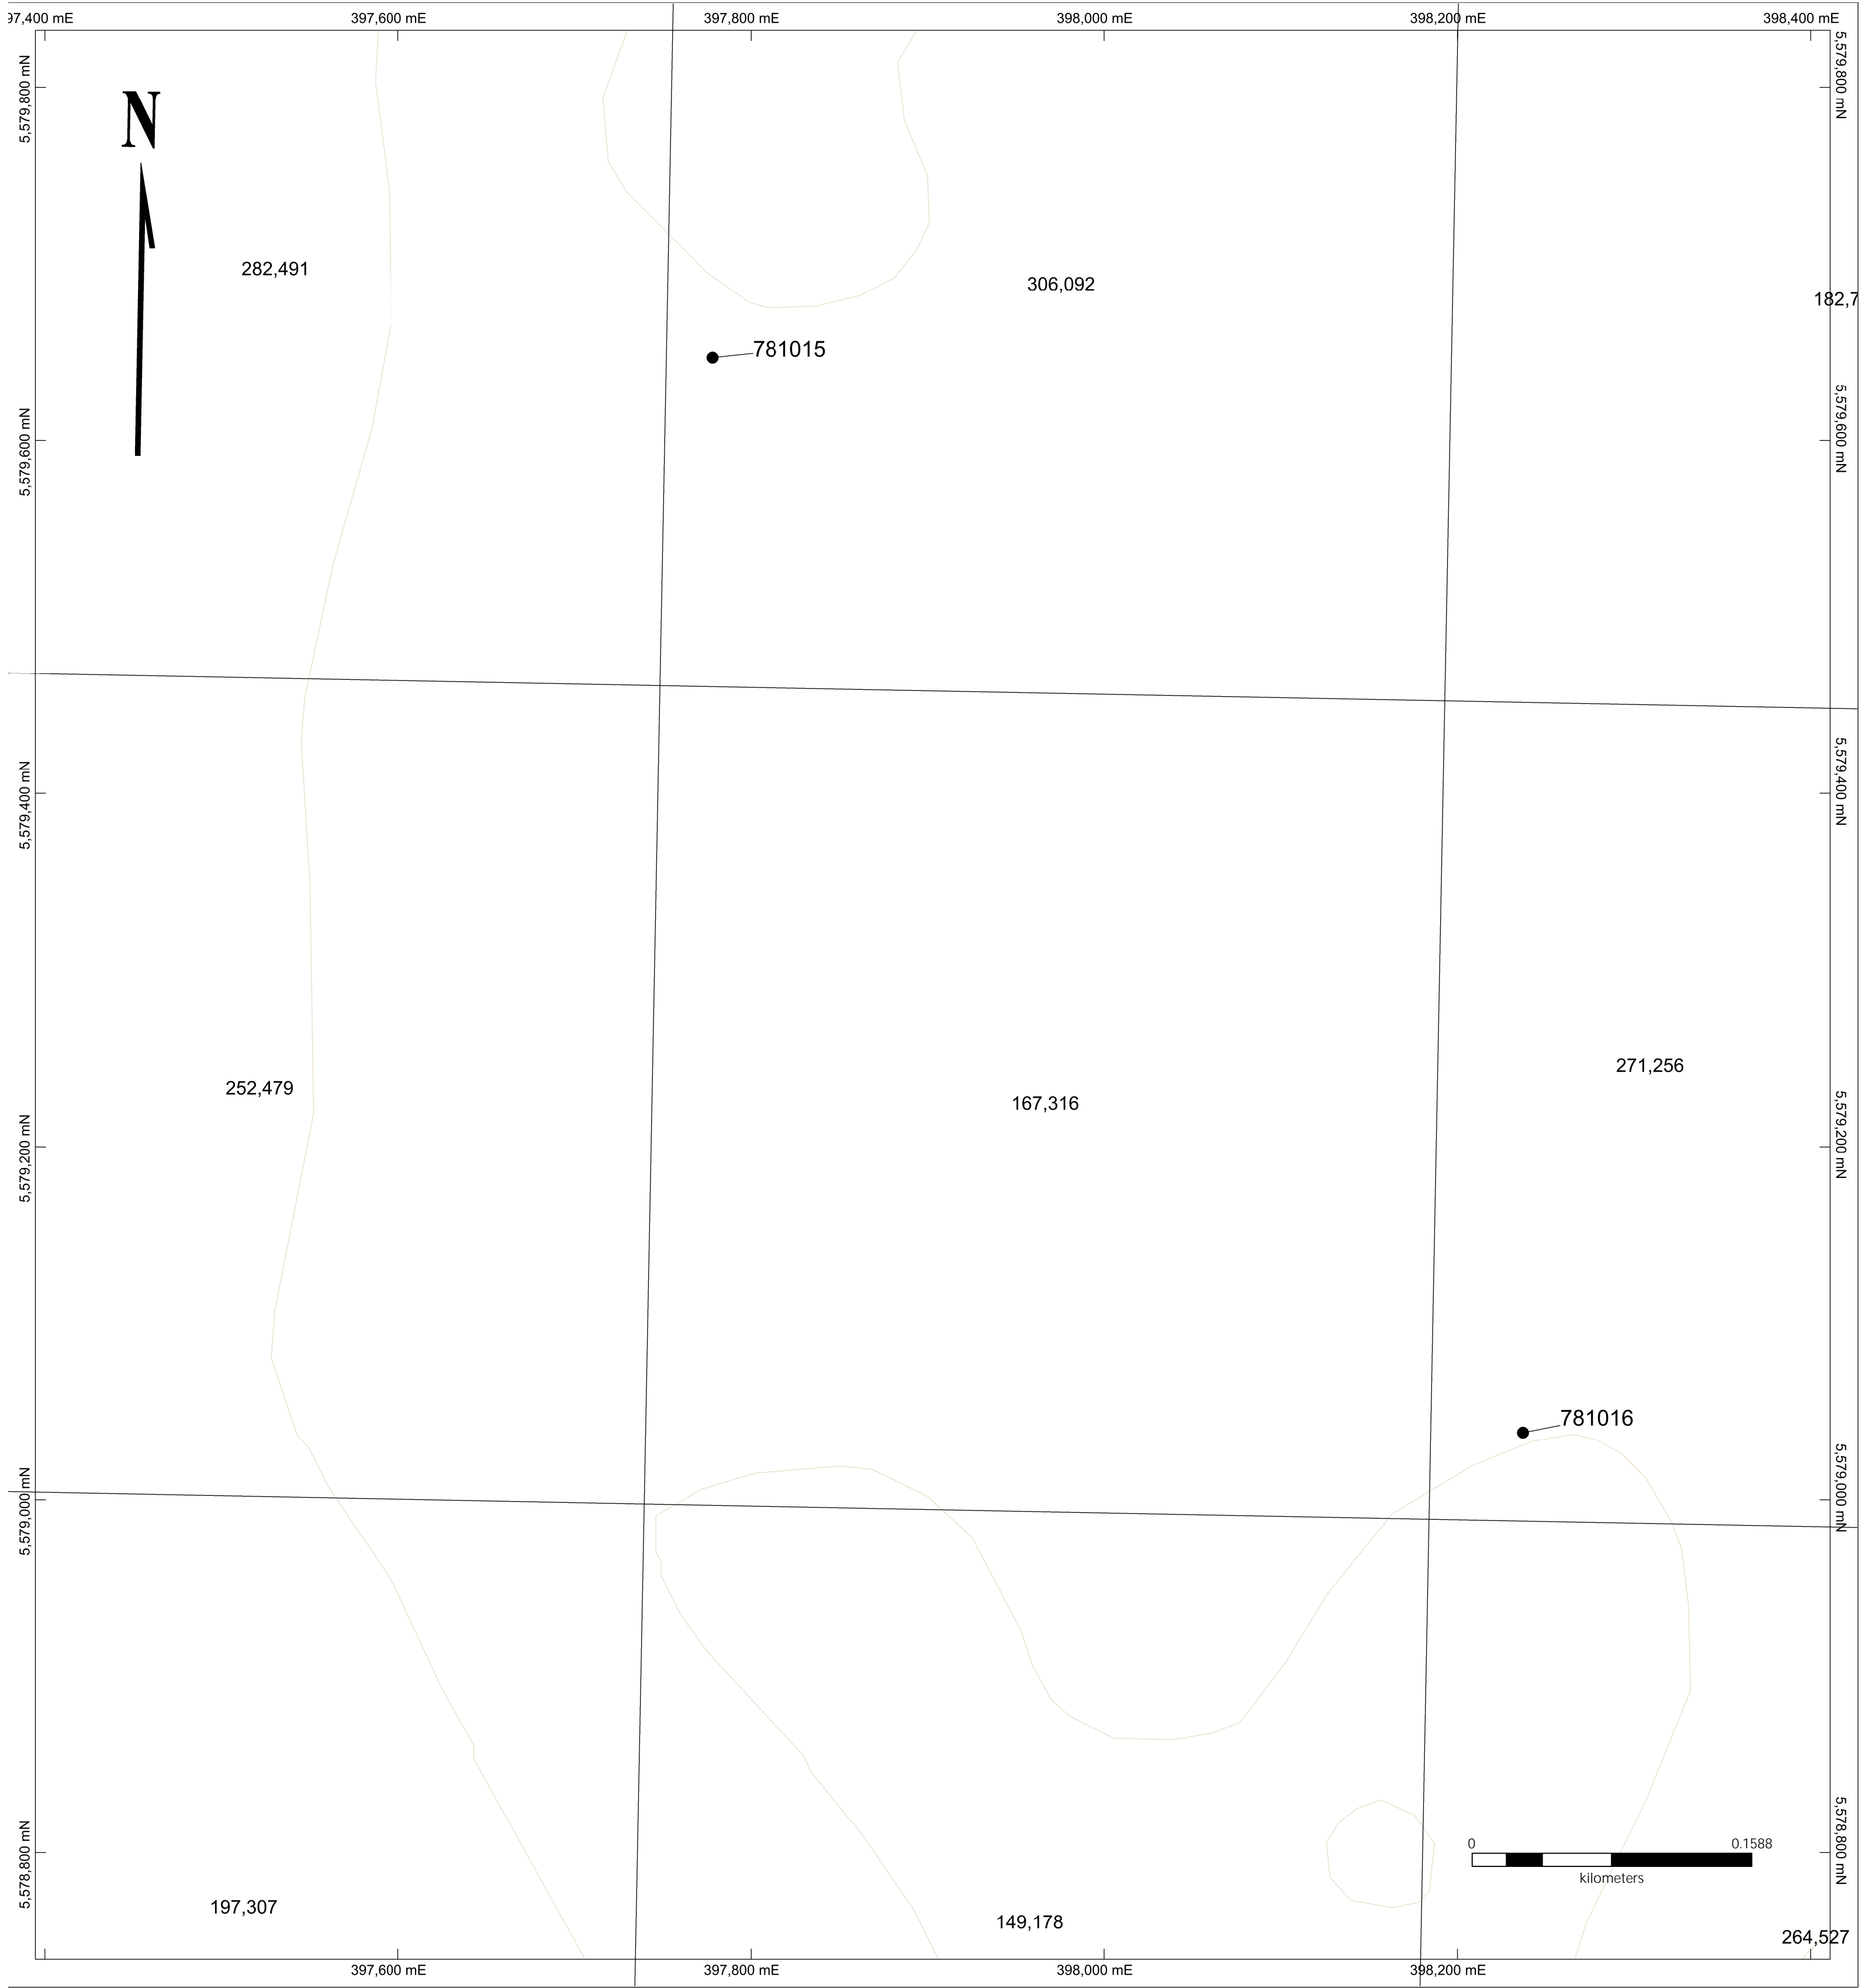 97,400 mE
397,600 mE
397,800 mE
398,000 mE
398,200 mE
398,400 mE
5,579,800 mN
5,579,800 mN
N
282,491
306,092
182,7
781015
5,579,600 mN
5,579,600 mN
5,579,400 mN
5,579,400 mN
252,479
167,316
271,256
5,579,200 mN
5,579,200 mN
781016
5,579,000 mN
5,579,000 mN
0
0.1588
kilometers
5,578,800 mN
5,578,800 mN
197,307
149,178
264,527
397,600 mE
397,800 mE
398,000 mE
398,200 mE